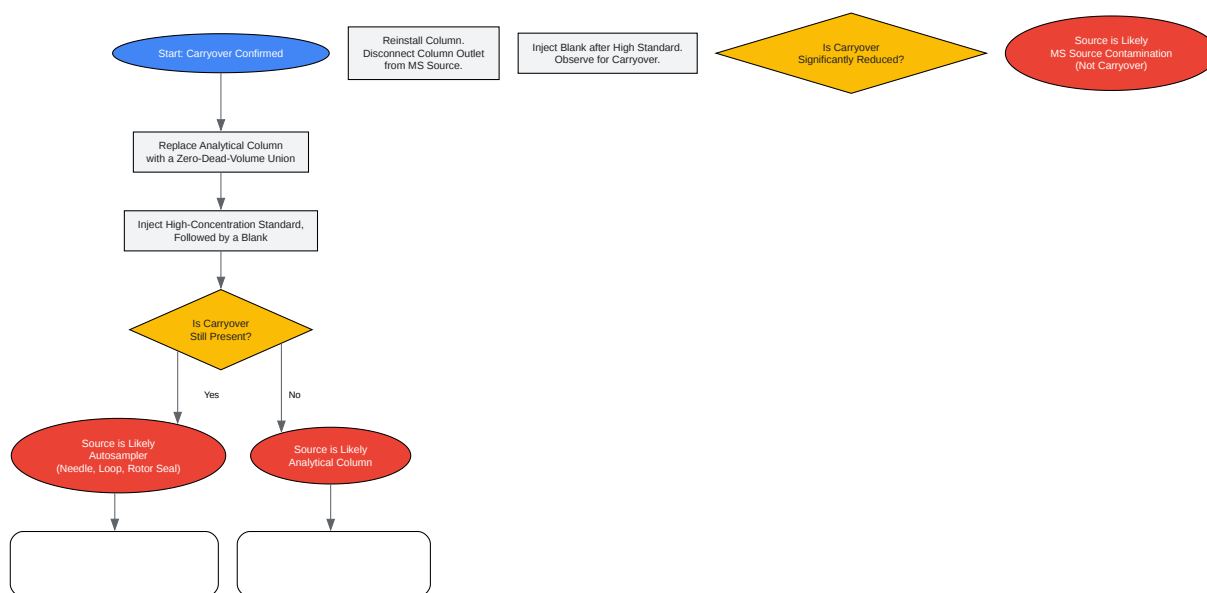 Start: Carryover Confirmed
Reinstall Column.
Disconnect Column Outlet
from MS Source.
Inject Blank after High Standard.
Observe for Carryover.
Is Carryover
Significantly Reduced?
Source is Likely
MS Source Contamination
(Not Carryover)
Replace Analytical Column
with a Zero-Dead-Volume Union
Inject High-Concentration Standard,
Followed by a Blank
Is Carryover
Still Present?
Yes
No
Source is Likely
Autosampler
(Needle, Loop, Rotor Seal)
Source is Likely
Analytical Column